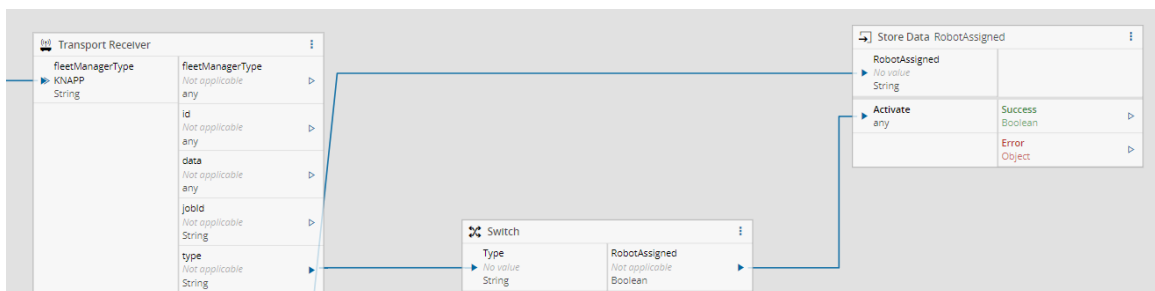 Transport Receiver
fleetManagerType
KNAPP
String
fleetManagerType
Not applicable
any
id
Not applicable
any
data
Not applicable
any
jobId
Not applicable
String
type
Not applicable
String
Switch
Type
No value
String
RobotAssigned
Not applicable
Boolean
Store Data RobotAssigned
RobotAssigned
No value
String
Activate
any
Success
Boolean
Error
Object